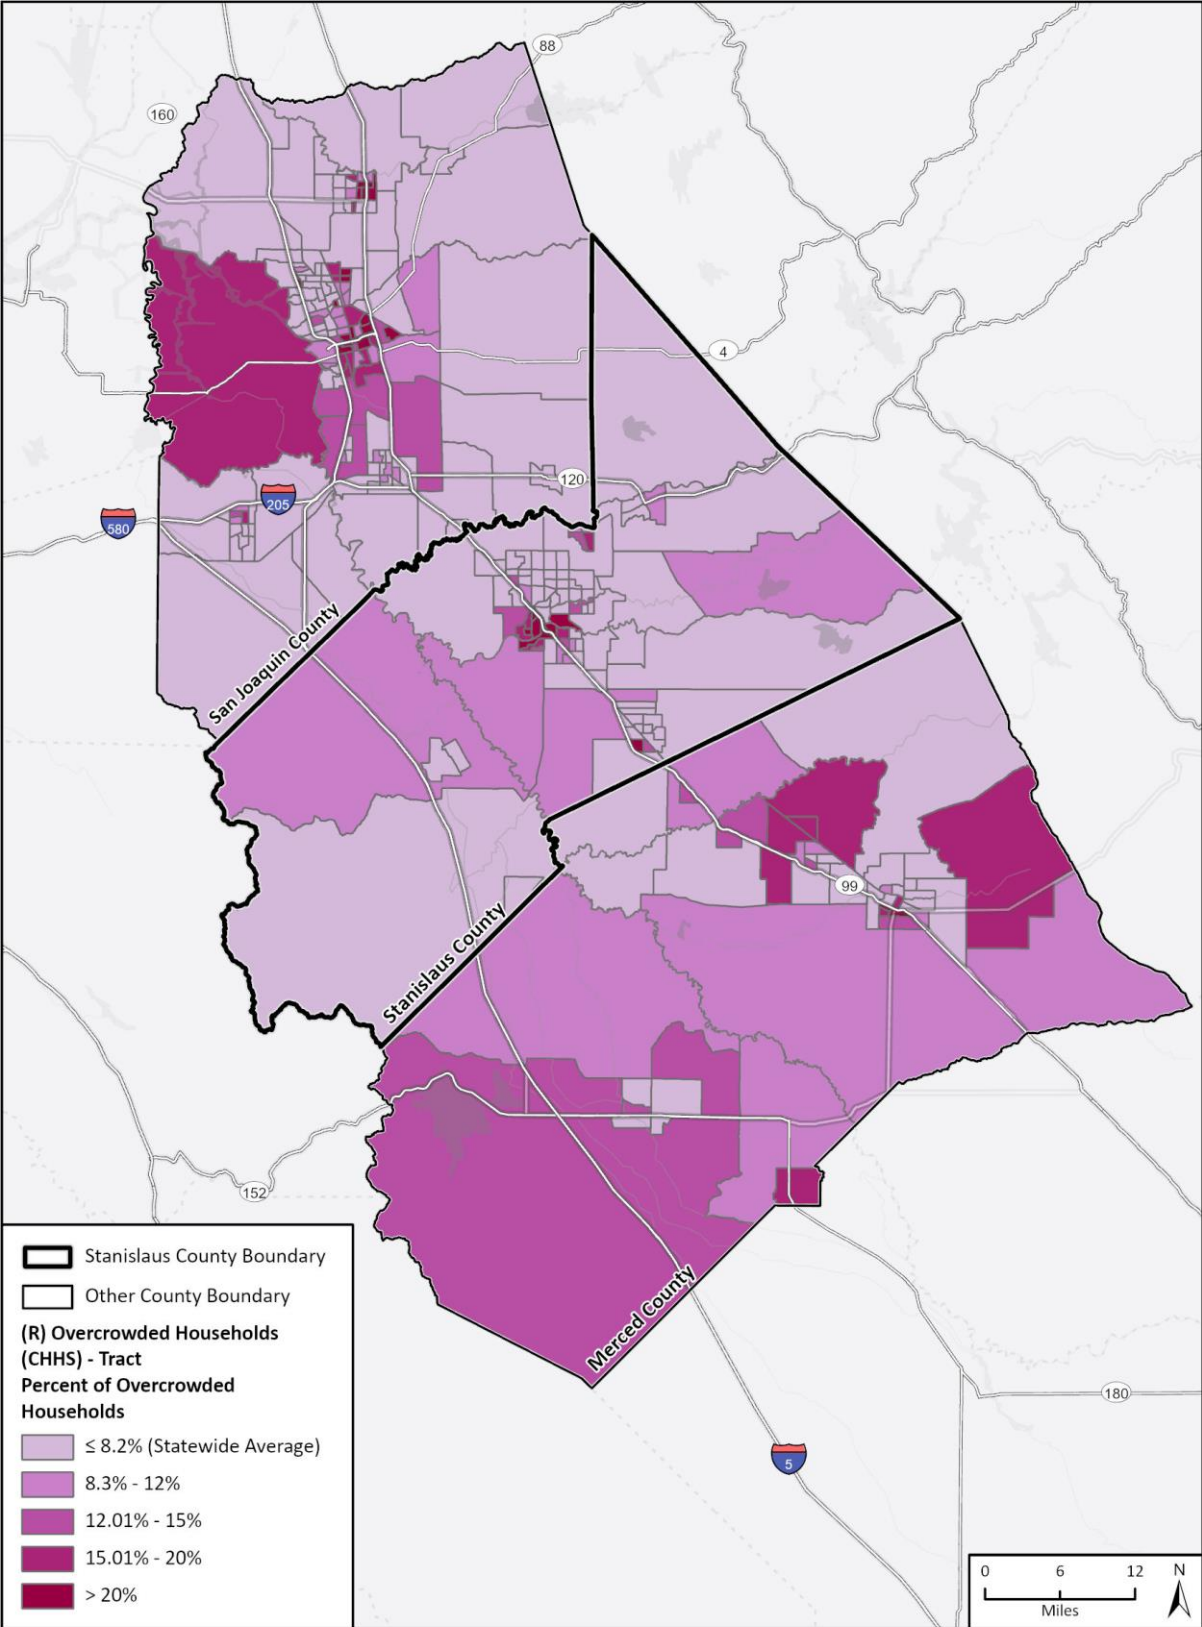 88
160
4
120
205
580
San Joaquin County
99
Stanislaus County
152
Merced County
180
5
Stanislaus County Boundary
Other County Boundary
(R) Overcrowded Households
(CHHS) - Tract
Percent of Overcrowded
Households
≤ 8.2% (Statewide Average)
8.3% - 12%
12.01% - 15%
15.01% - 20%
> 20%
0 6 12 N
Miles